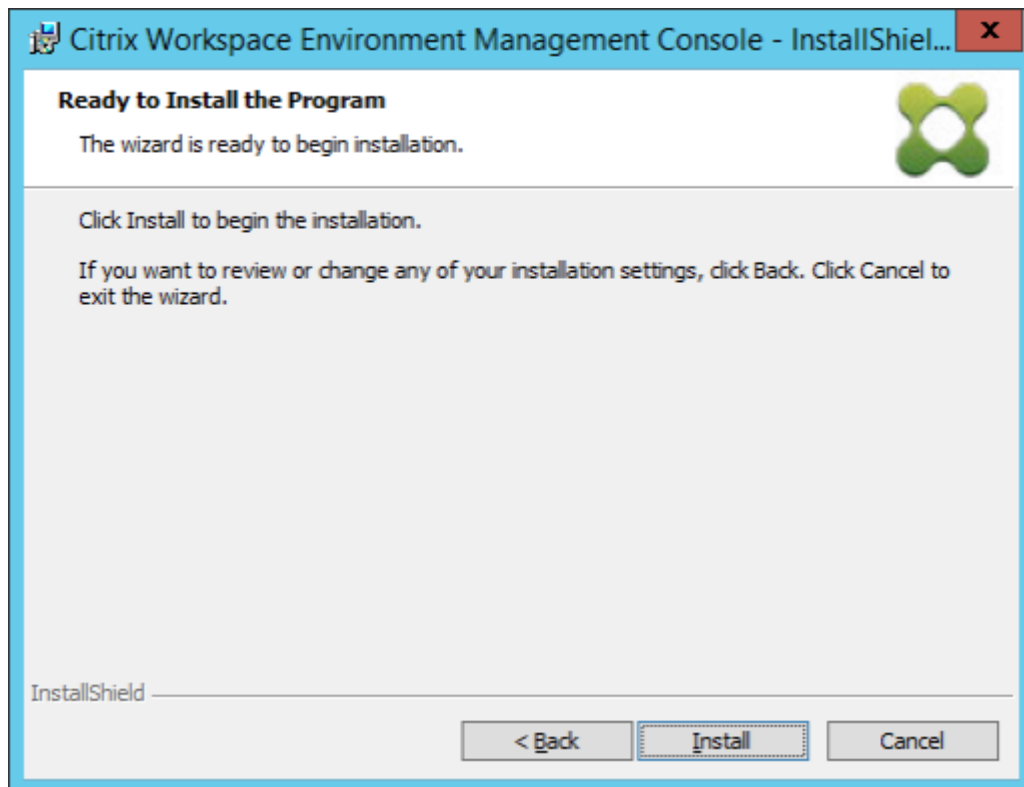 Citrix Workspace Environment Management Console - InstallShiel...
x
Ready to Install the Program
The wizard is ready to begin installation.
Click Install to begin the installation.
If you want to review or change any of your installation settings, click Back. Click Cancel to
exit the wizard.
InstallShield
< Back
Install
Cancel